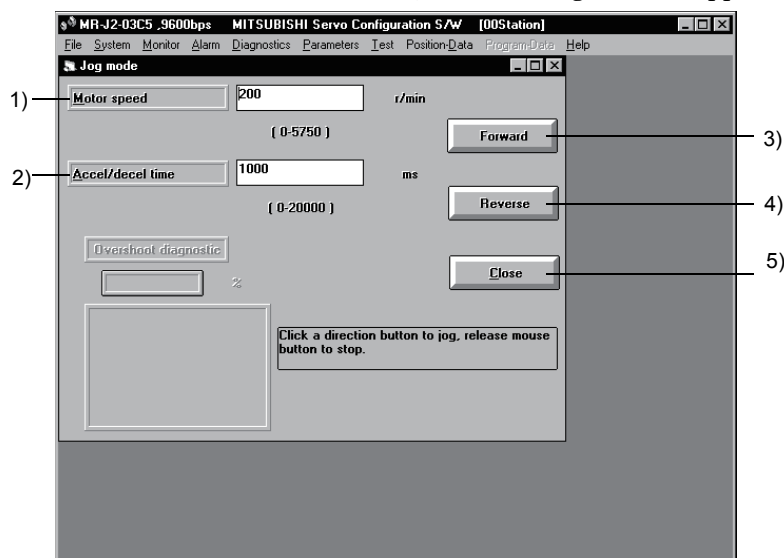 MR-J2-03C5 ,9600bps MITSUBISHI Servo Configuration S/W [00Station]
File System Monitor Alarm Diagnostics Parameters Test Position-Data Program-Data Help
Jog mode
1) Motor speed 200 r/min
( 0-5750 )
Forward 3)
2) Accel/decel time 1000 ms
( 0-20000 )
Reverse 4)
Overshoot diagnostic
%
Close 5)
Click a direction button to jog, release mouse
button to stop.